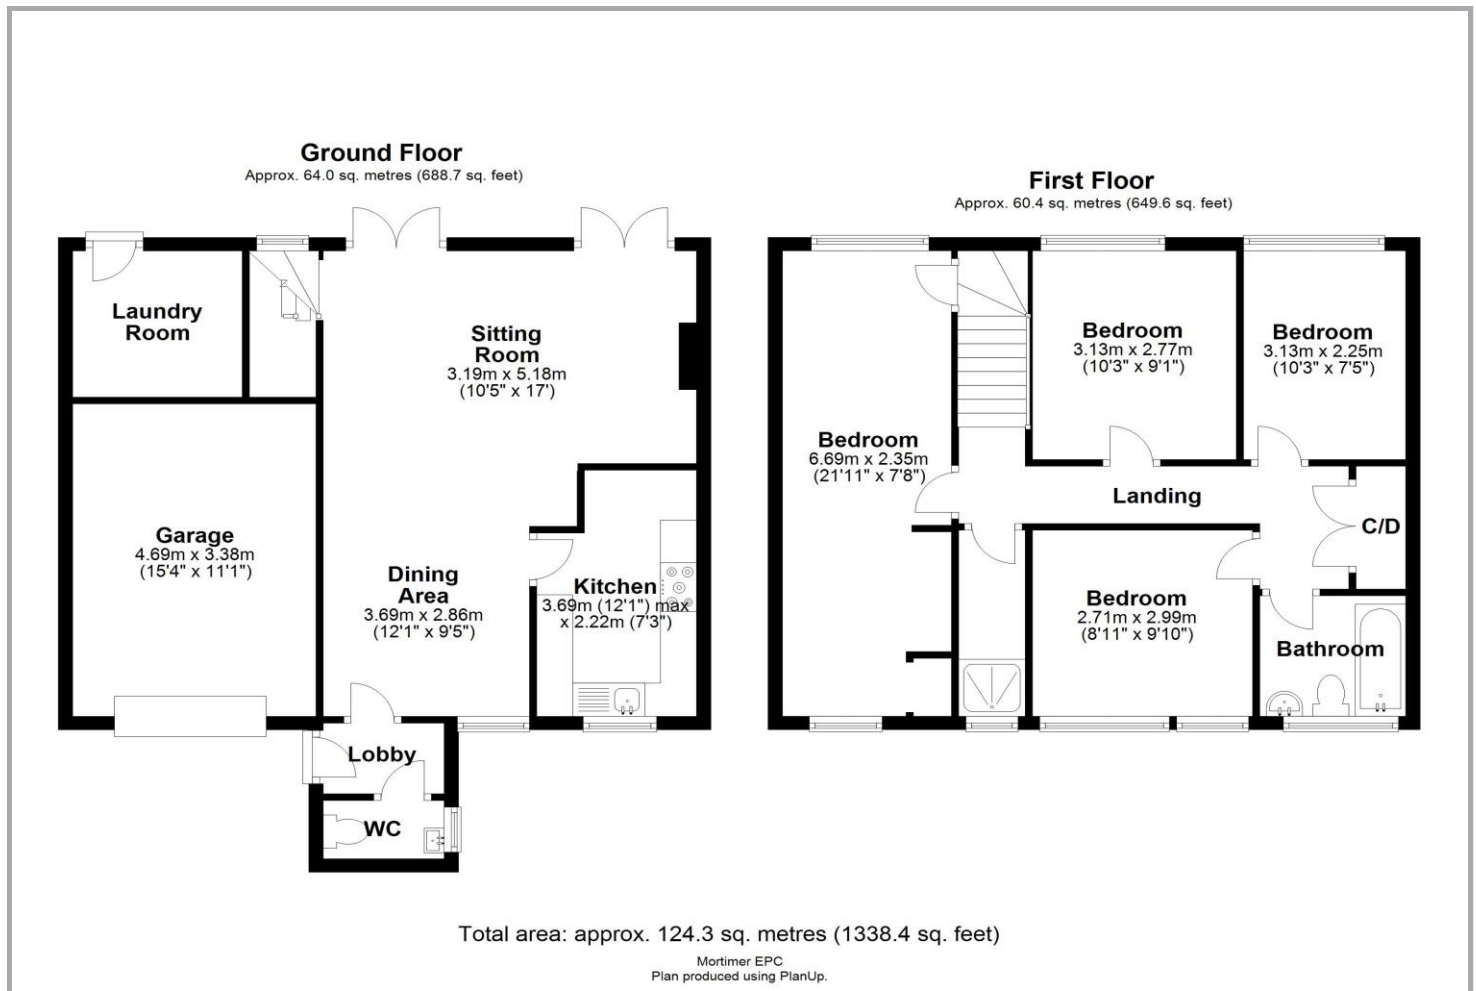 Ground Floor
Approx. 64.0 sq. metres (688.7 sq. feet)
Laundry
Room
Sitting
Room
3.19m x 5.18m
(10'5" x 17')
Garage
4.69m x 3.38m
(15'4" x 11'1")
Dining
Area
3.69m x 2.86m
(12'1" x 9'5")
Kitchen
3.69m (12'1") max
x 2.22m (7'3")
Lobby
WC
First Floor
Approx. 60.4 sq. metres (649.6 sq. feet)
Bedroom
6.69m x 2.35m
(21'11" x 7'8")
Bedroom
3.13m x 2.77m
(10'3" x 9'1")
Bedroom
3.13m x 2.25m
(10'3" x 7'5")
Landing
C/D
Bedroom
2.71m x 2.99m
(8'11" x 9'10")
Bathroom
Total area: approx. 124.3 sq. metres (1338.4 sq. feet)
Mortimer EPC
Plan produced using PlanUp.